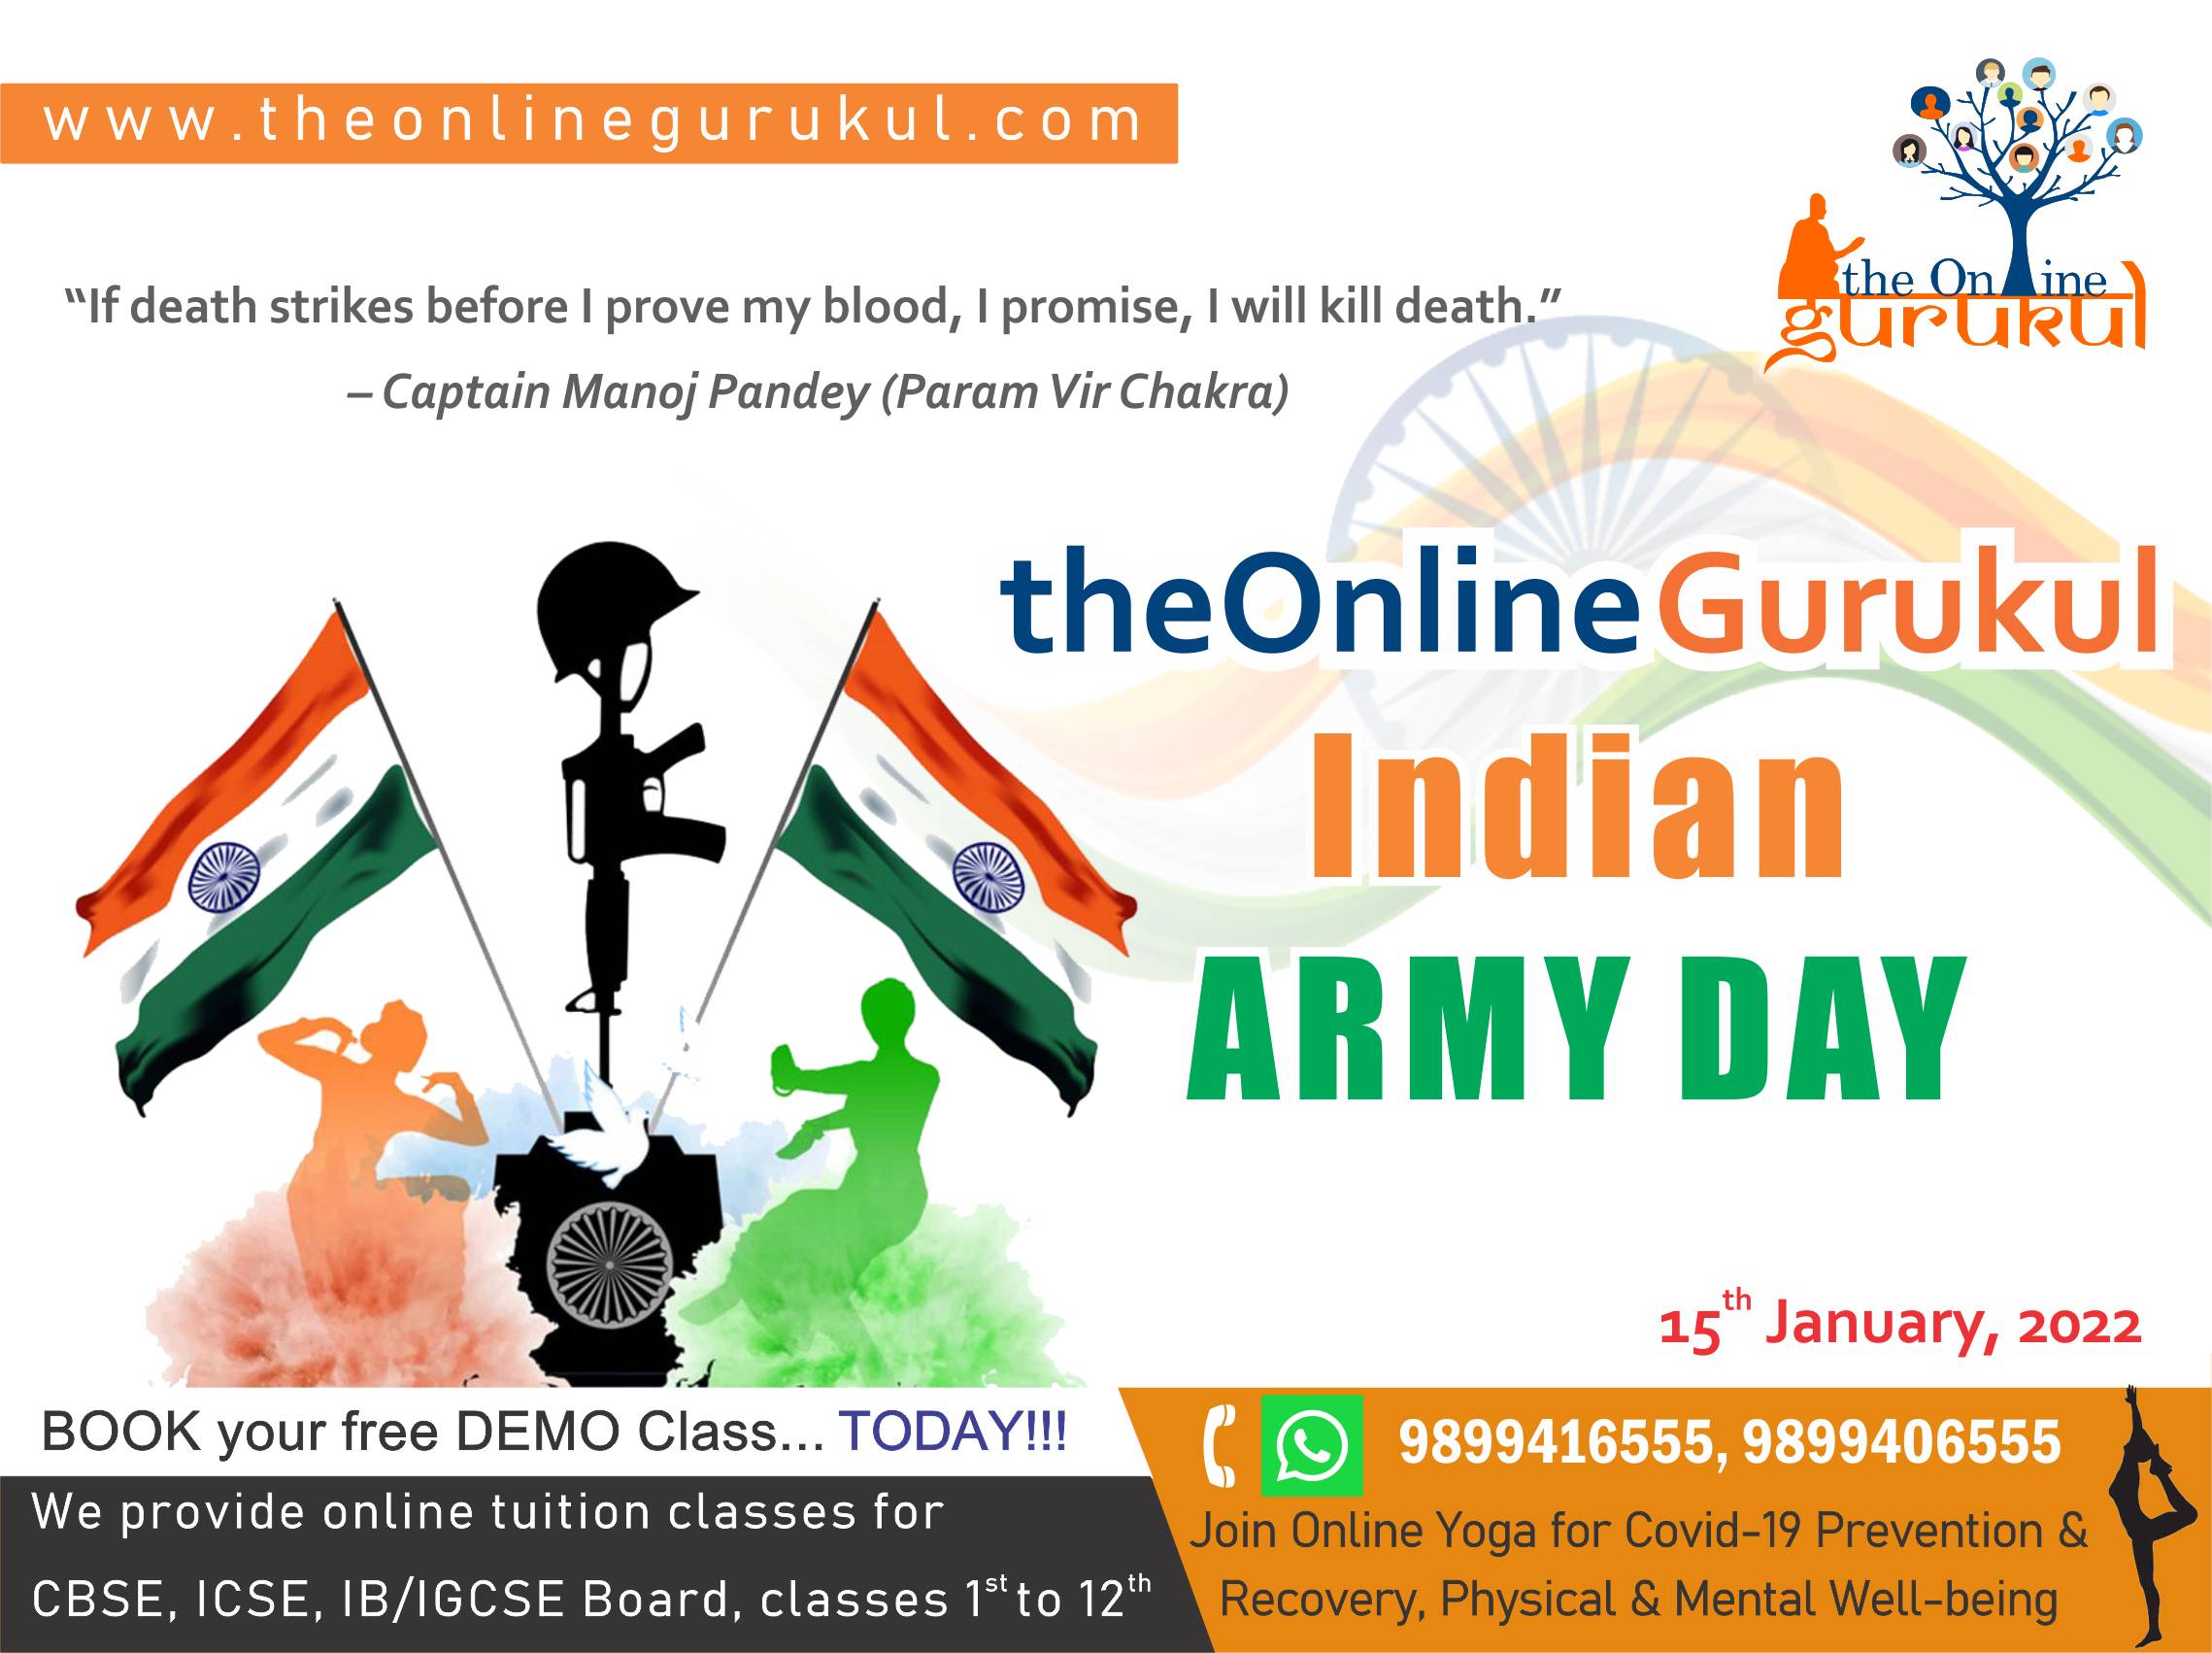 www.theonlinegurukul.com
the Online
gurukul
“If death strikes before I prove my blood, I promise, I will kill death.”
– Captain Manoj Pandey (Param Vir Chakra)
theOnlineGurukul
Indian
ARMY DAY
15th January, 2022
BOOK your free DEMO Class... TODAY!!!
We provide online tuition classes for
CBSE, ICSE, IB/IGCSE Board, classes 1st to 12th
9899416555, 9899406555
Join Online Yoga for Covid-19 Prevention &
Recovery, Physical & Mental Well-being